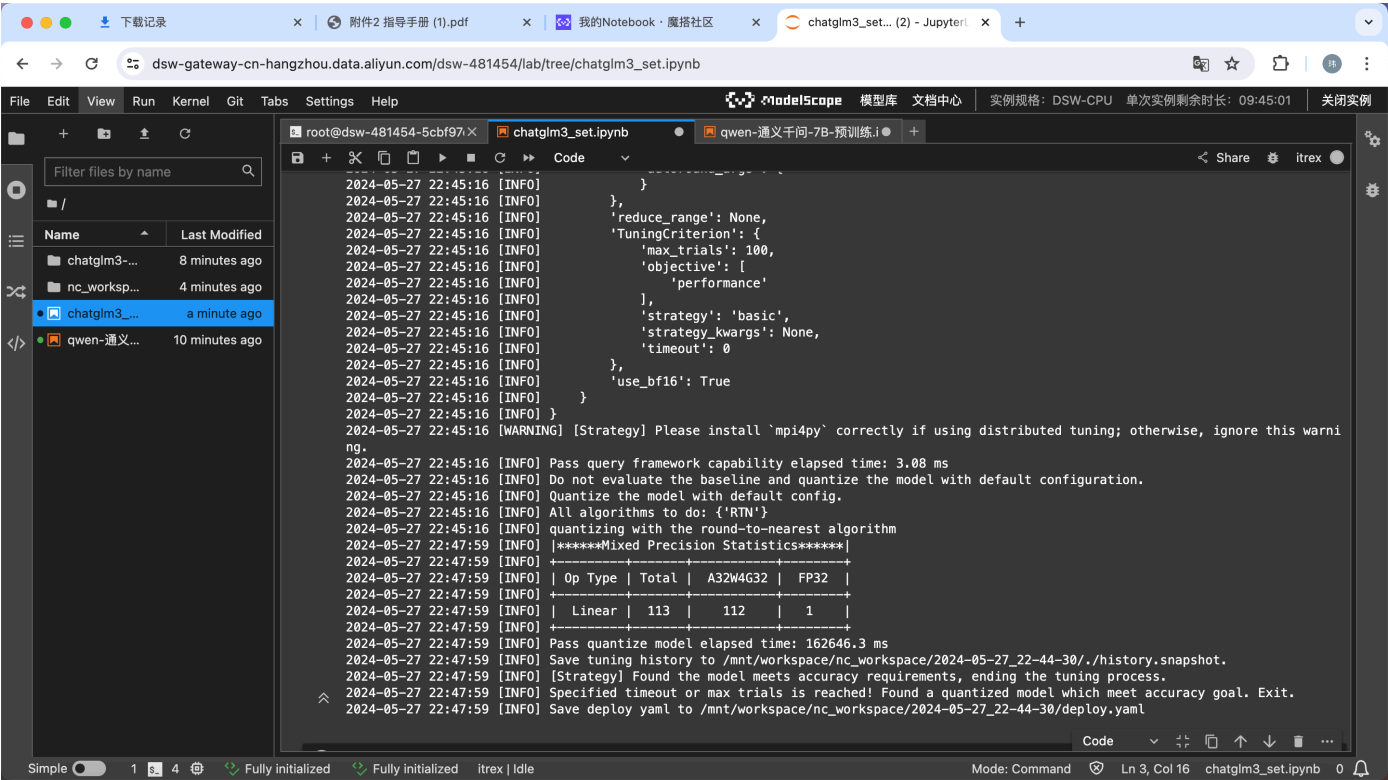 下载记录
附件2 指导手册 (1).pdf
我的Notebook · 魔搭社区
chatglm3_set... (2) - JupyterL
dsw-gateway-cn-hangzhou.data.aliyun.com/dsw-481454/lab/tree/chatglm3_set.ipynb
File Edit View Run Kernel Git Tabs Settings Help
ModelScope 模型库 文档中心 实例规格：DSW-CPU 单次实例剩余时长：09:45:01 关闭实例
root@dsw-481454-5cbf97
chatglm3_set.ipynb
qwen-通义千问-7B-预训练.i
Code
Share
itrex
Filter files by name
/
Name Last Modified
chatglm3-... 8 minutes ago
nc_worksp... 4 minutes ago
chatglm3_... a minute ago
qwen-通义... 10 minutes ago
2024-05-27 22:45:16 [INFO] }
2024-05-27 22:45:16 [INFO] },
2024-05-27 22:45:16 [INFO] 'reduce_range': None,
2024-05-27 22:45:16 [INFO] 'TuningCriterion': {
2024-05-27 22:45:16 [INFO] 'max_trials': 100,
2024-05-27 22:45:16 [INFO] 'objective': [
2024-05-27 22:45:16 [INFO] 'performance'
2024-05-27 22:45:16 [INFO] ],
2024-05-27 22:45:16 [INFO] 'strategy': 'basic',
2024-05-27 22:45:16 [INFO] 'strategy_kwargs': None,
2024-05-27 22:45:16 [INFO] 'timeout': 0
2024-05-27 22:45:16 [INFO] },
2024-05-27 22:45:16 [INFO] 'use_bf16': True
2024-05-27 22:45:16 [INFO] }
2024-05-27 22:45:16 [INFO] }
2024-05-27 22:45:16 [WARNING] [Strategy] Please install `mpi4py` correctly if using distributed tuning; otherwise, ignore this warni
ng.
2024-05-27 22:45:16 [INFO] Pass query framework capability elapsed time: 3.08 ms
2024-05-27 22:45:16 [INFO] Do not evaluate the baseline and quantize the model with default configuration.
2024-05-27 22:45:16 [INFO] Quantize the model with default config.
2024-05-27 22:45:16 [INFO] All algorithms to do: {'RTN'}
2024-05-27 22:45:16 [INFO] quantizing with the round-to-nearest algorithm
2024-05-27 22:47:59 [INFO] |******Mixed Precision Statistics******|
2024-05-27 22:47:59 [INFO] +---------+-------+-----------+--------+
2024-05-27 22:47:59 [INFO] | Op Type | Total | A32W4G32 | FP32 |
2024-05-27 22:47:59 [INFO] +---------+-------+-----------+--------+
2024-05-27 22:47:59 [INFO] | Linear | 113 | 112 | 1 |
2024-05-27 22:47:59 [INFO] +---------+-------+-----------+--------+
2024-05-27 22:47:59 [INFO] Pass quantize model elapsed time: 162646.3 ms
2024-05-27 22:47:59 [INFO] Save tuning history to /mnt/workspace/nc_workspace/2024-05-27_22-44-30/./history.snapshot.
2024-05-27 22:47:59 [INFO] [Strategy] Found the model meets accuracy requirements, ending the tuning process.
2024-05-27 22:47:59 [INFO] Specified timeout or max trials is reached! Found a quantized model which meet accuracy goal. Exit.
2024-05-27 22:47:59 [INFO] Save deploy yaml to /mnt/workspace/nc_workspace/2024-05-27_22-44-30/deploy.yaml
Code
Simple 1 4 Fully initialized Fully initialized itrex | Idle Mode: Command Ln 3, Col 16 chatglm3_set.ipynb 0